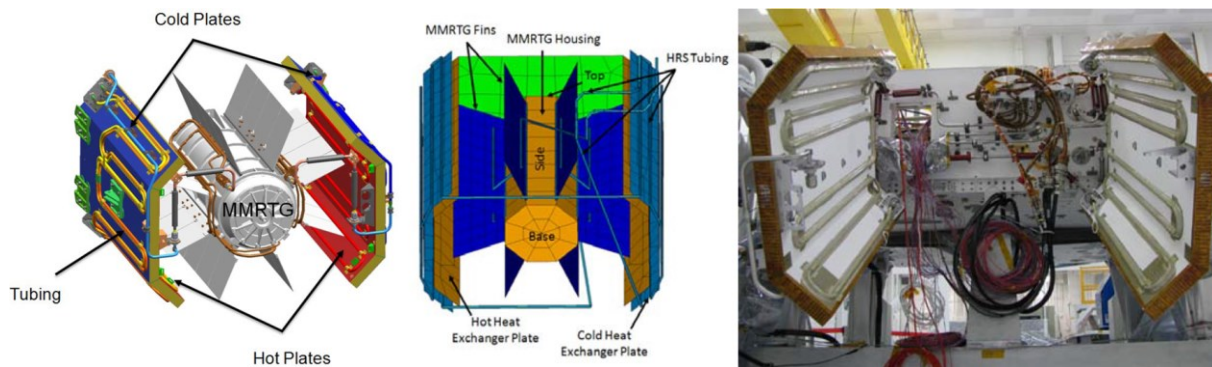 Cold Plates
MMRTG
Tubing
Hot Plates
MMRTG Fins
MMRTG Housing
HRS Tubing
Top
Side
Base
Hot Heat
Exchanger Plate
Cold Heat
Exchanger Plate